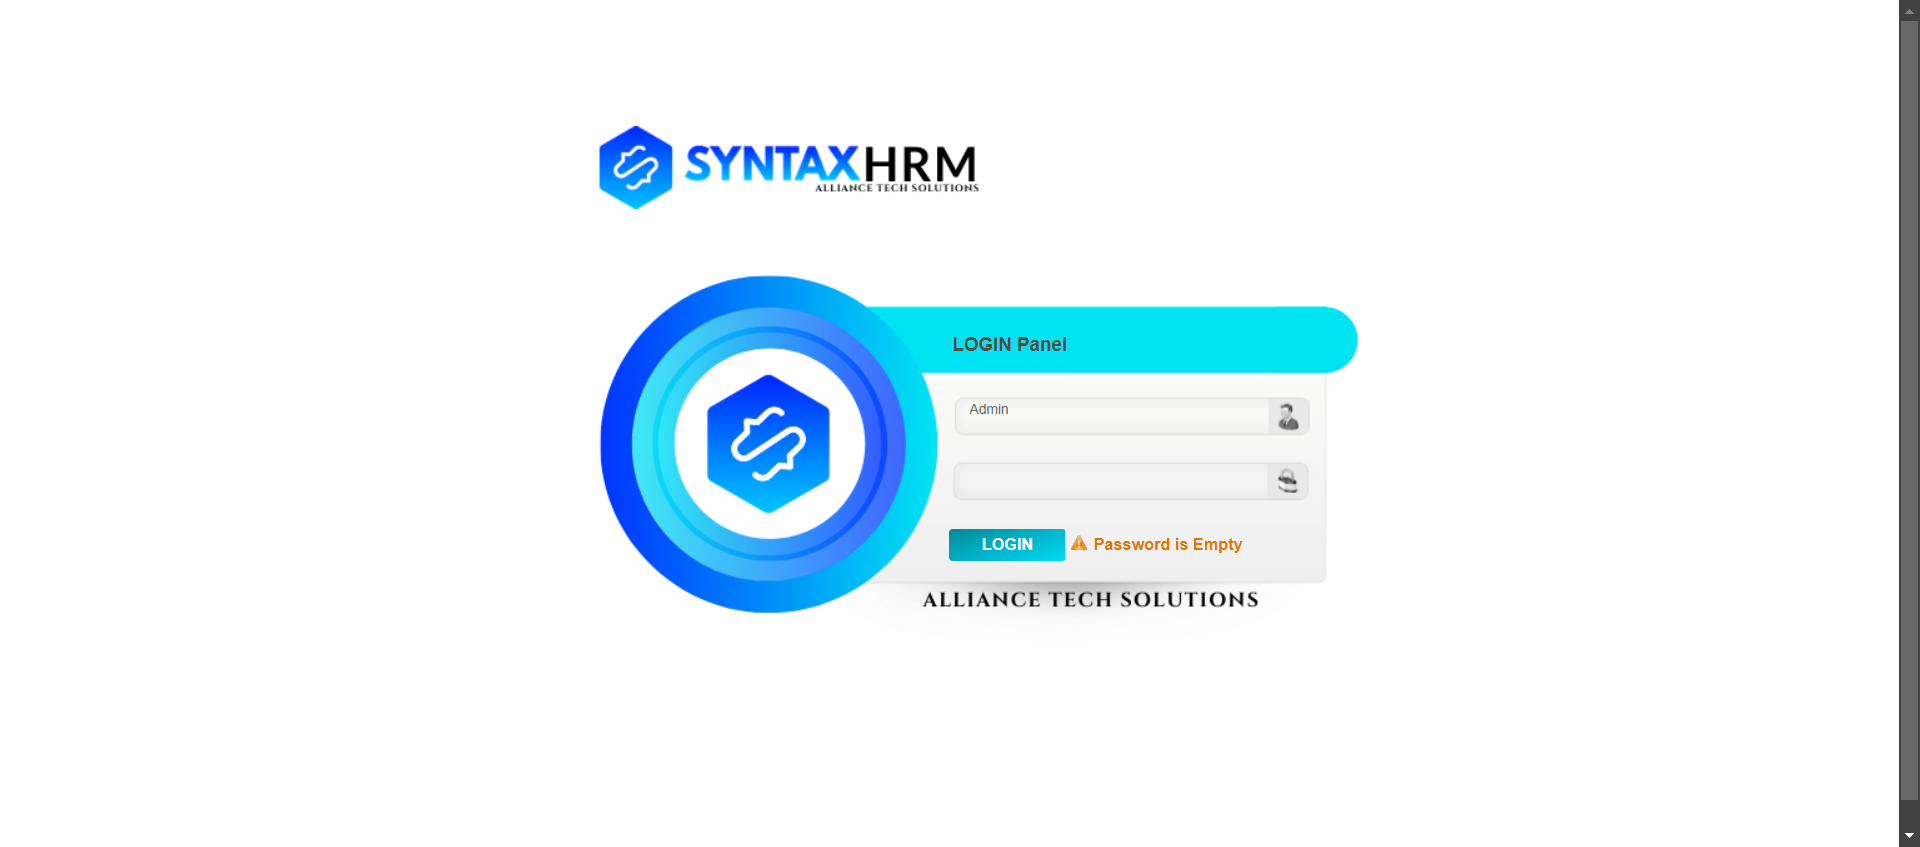 SYNTAXHRM
ALLIANCE TECH SOLUTIONS
LOGIN Panel
Admin
LOGIN
Password is Empty
ALLIANCE TECH SOLUTIONS